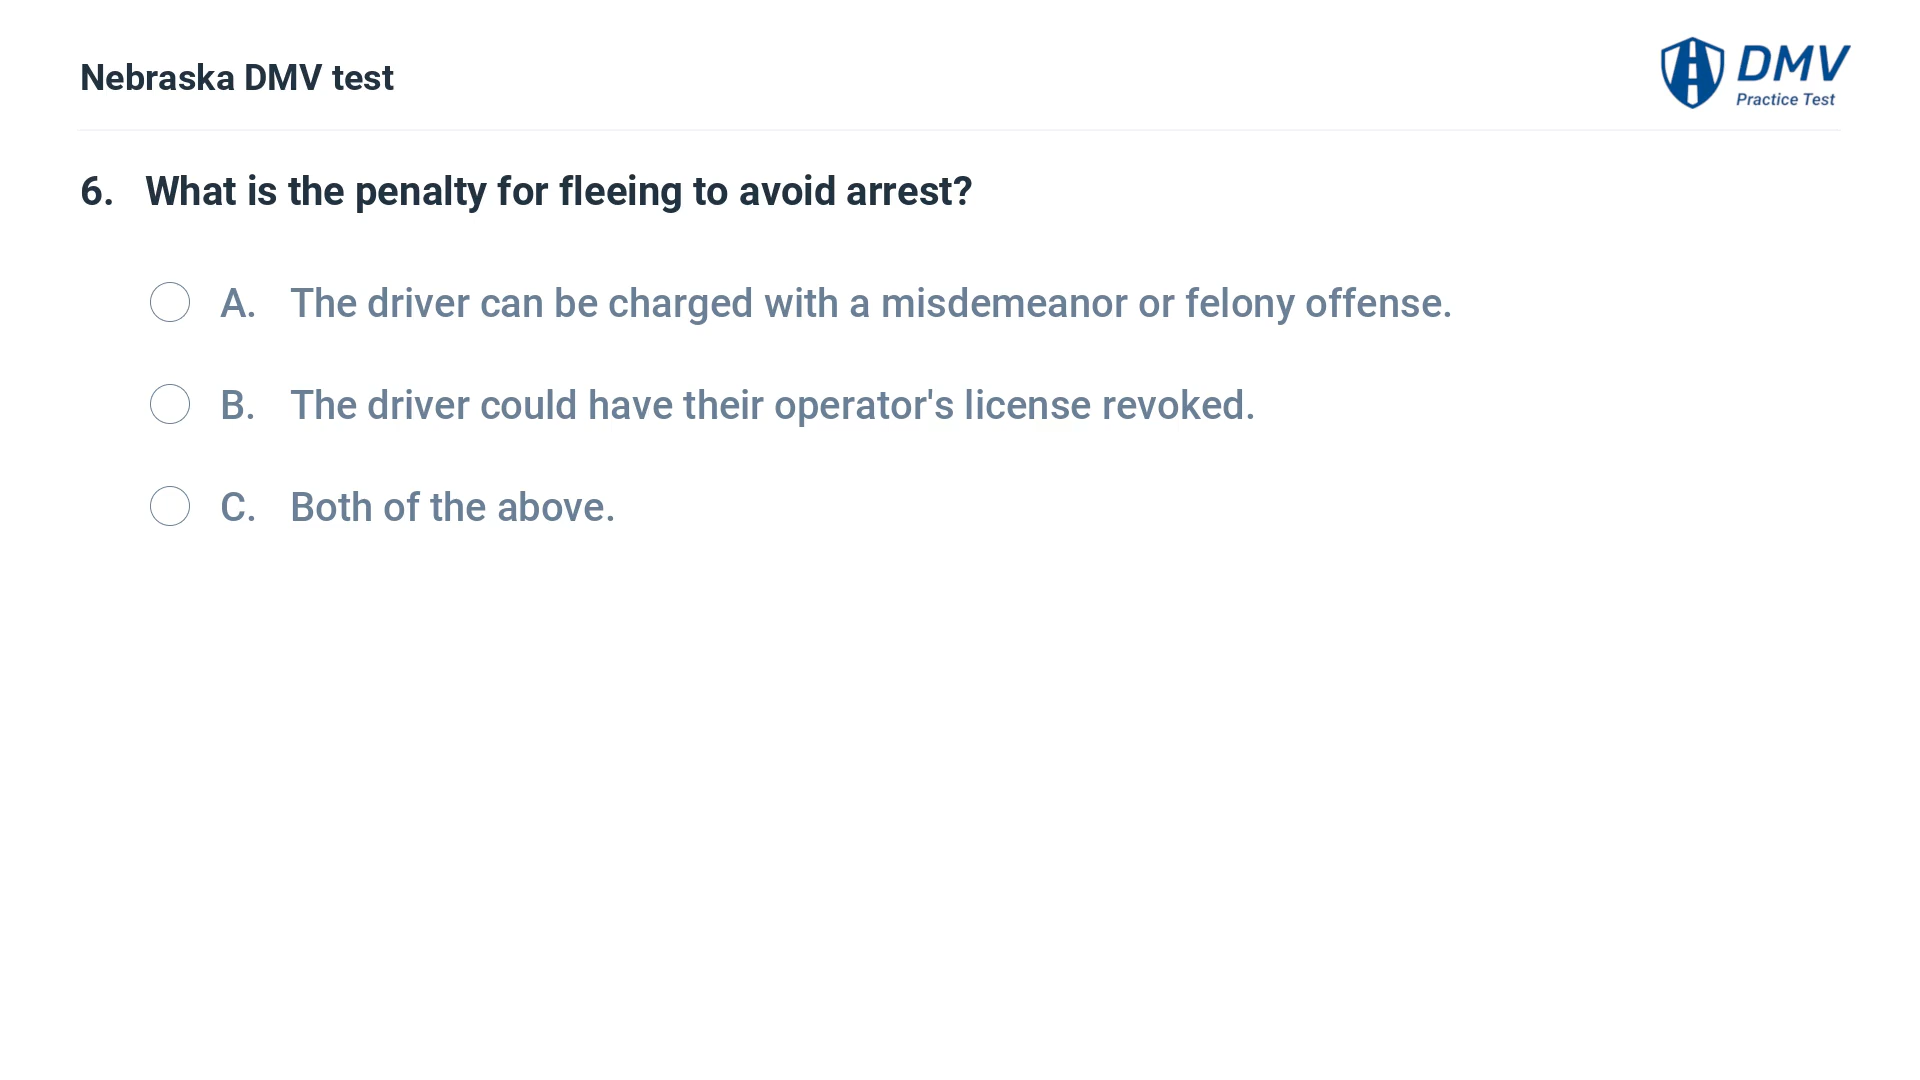 Nebraska DMV test
DMV
Practice Test
6. What is the penalty for fleeing to avoid arrest?
A. The driver can be charged with a misdemeanor or felony offense.
B. The driver could have their operator's license revoked.
C. Both of the above.